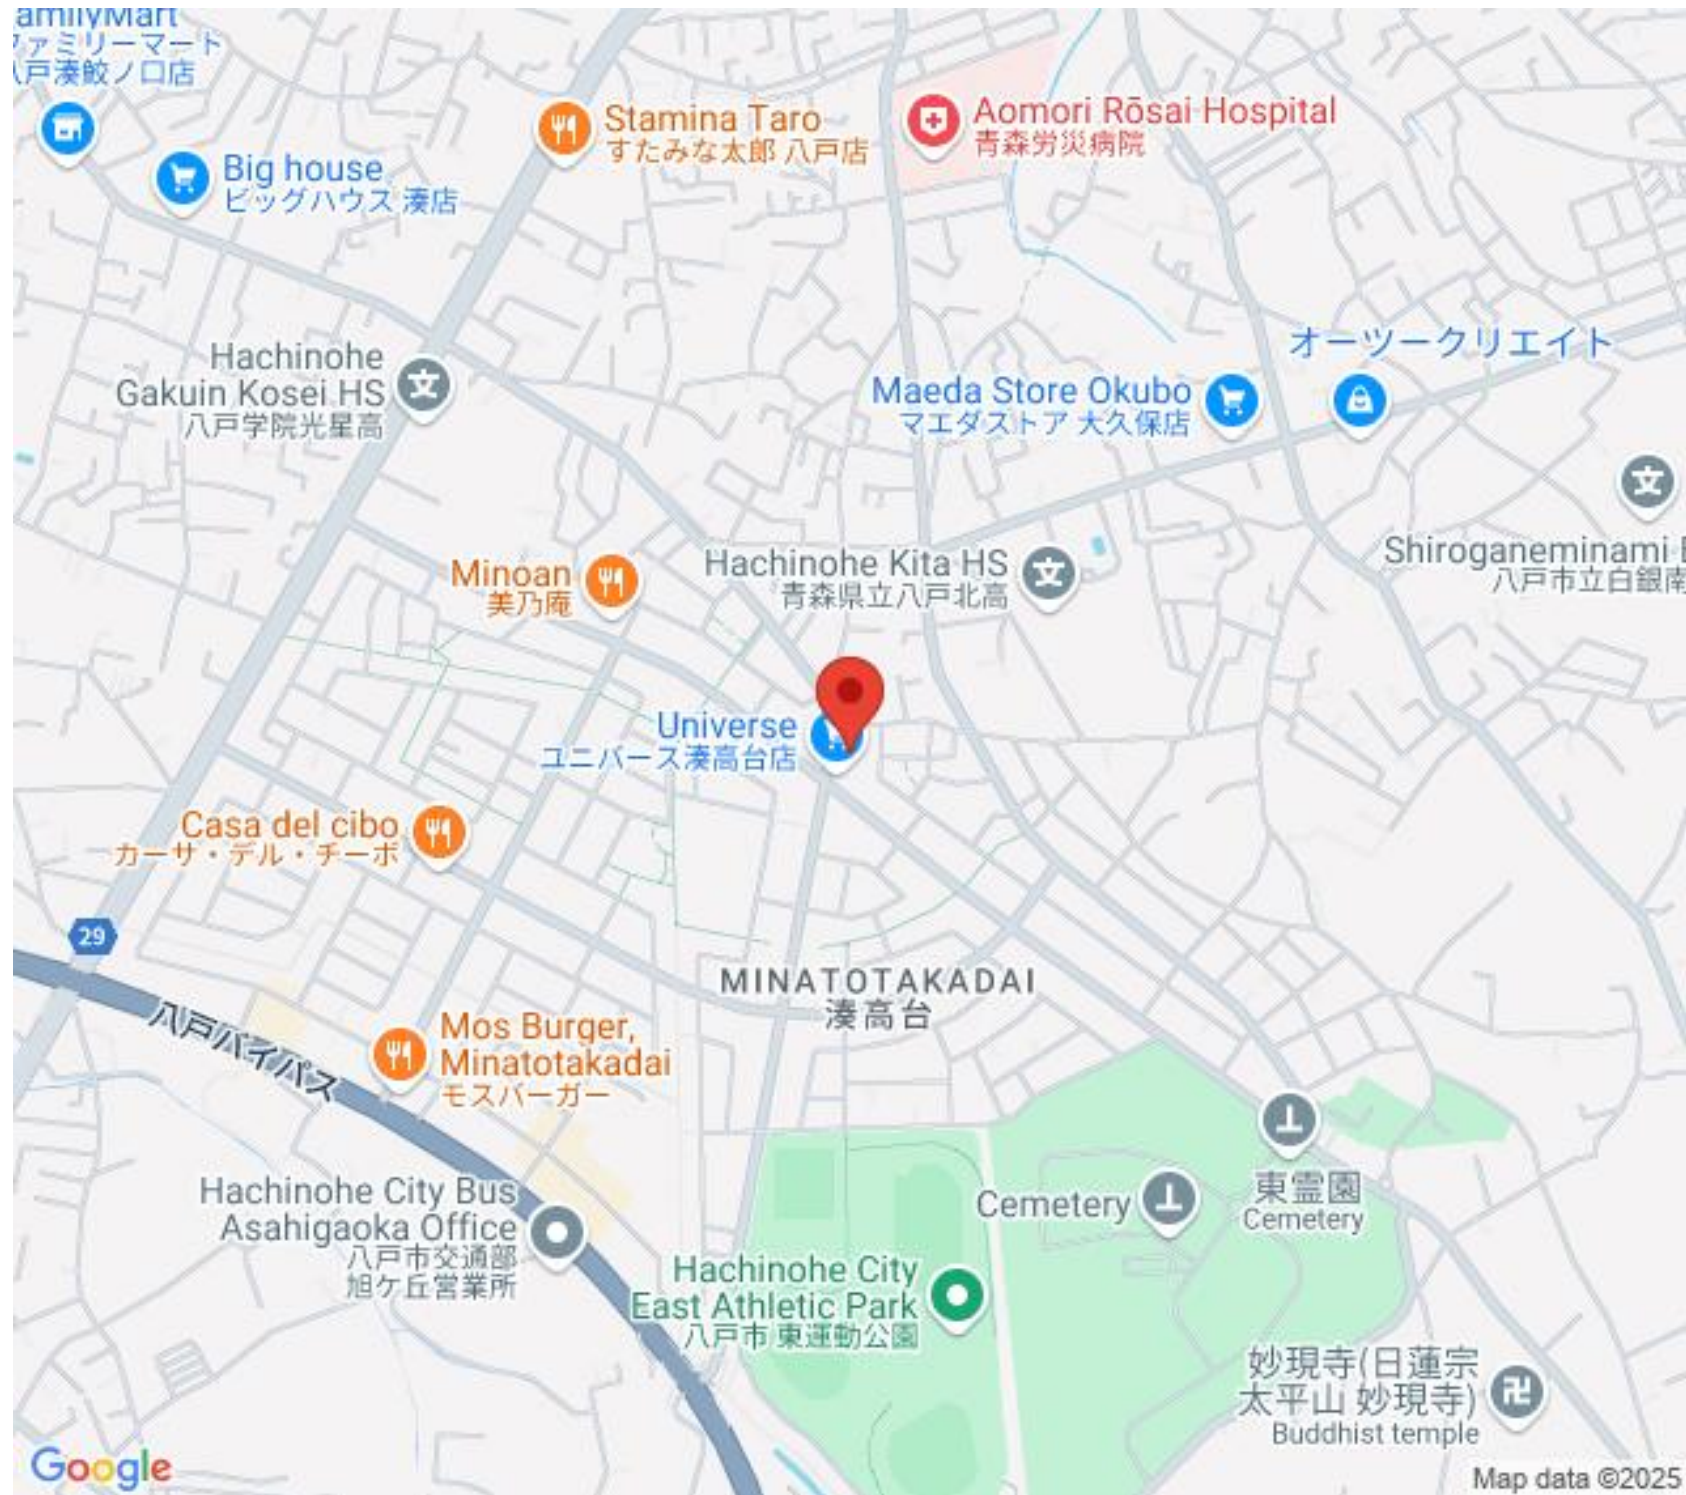 amilyMart
ファミリーマート
八戸湊鮫ノ口店
Big house
ビッグハウス 湊店
Stamina Taro
すたみな太郎 八戸店
Aomori Rōsai Hospital
青森労災病院
Hachinohe
Gakuin Kosei HS
八戸学院光星高
オーツークリエイト
Maeda Store Okubo
マエダストア 大久保店
Minoan
美乃庵
Hachinohe Kita HS
青森県立八戸北高
Shiroganeminami E
八戸市立白銀南
Universe
ユニバース湊高台店
Casa del cibo
カーサ・デル・チーボ
29
八戸バイパス
MINATOTAKADAI
湊高台
Mos Burger,
Minatotakadai
モスバーガー
Hachinohe City Bus
Asahigaoka Office
八戸市交通部
旭ケ丘営業所
Cemetery
東霊園
Cemetery
Hachinohe City
East Athletic Park
八戸市 東運動公園
妙現寺(日蓮宗
太平山 妙現寺)
Buddhist temple
Google
Map data ©2025